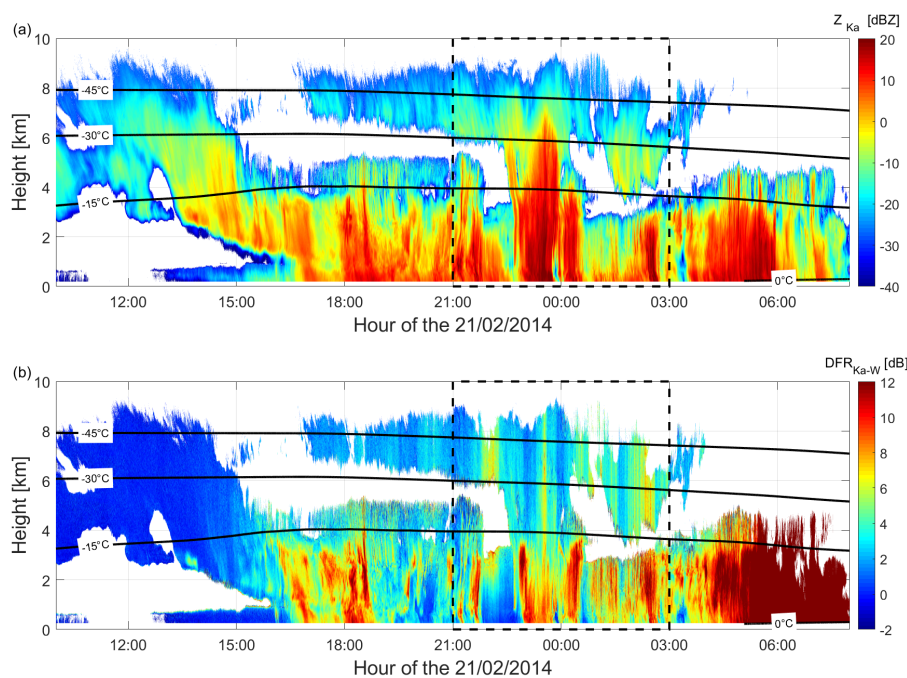 (a)
Z Ka [dBZ]
10
8
6
4
2
0
Height [km]
-45°C
-30°C
-15°C
0°C
20
10
0
-10
-20
-30
-40
12:00 15:00 18:00 21:00 00:00 03:00 06:00
Hour of the 21/02/2014
(b)
DFR Ka-W [dB]
10
8
6
4
2
0
Height [km]
-45°C
-30°C
-15°C
0°C
12
10
8
6
4
2
0
-2
12:00 15:00 18:00 21:00 00:00 03:00 06:00
Hour of the 21/02/2014